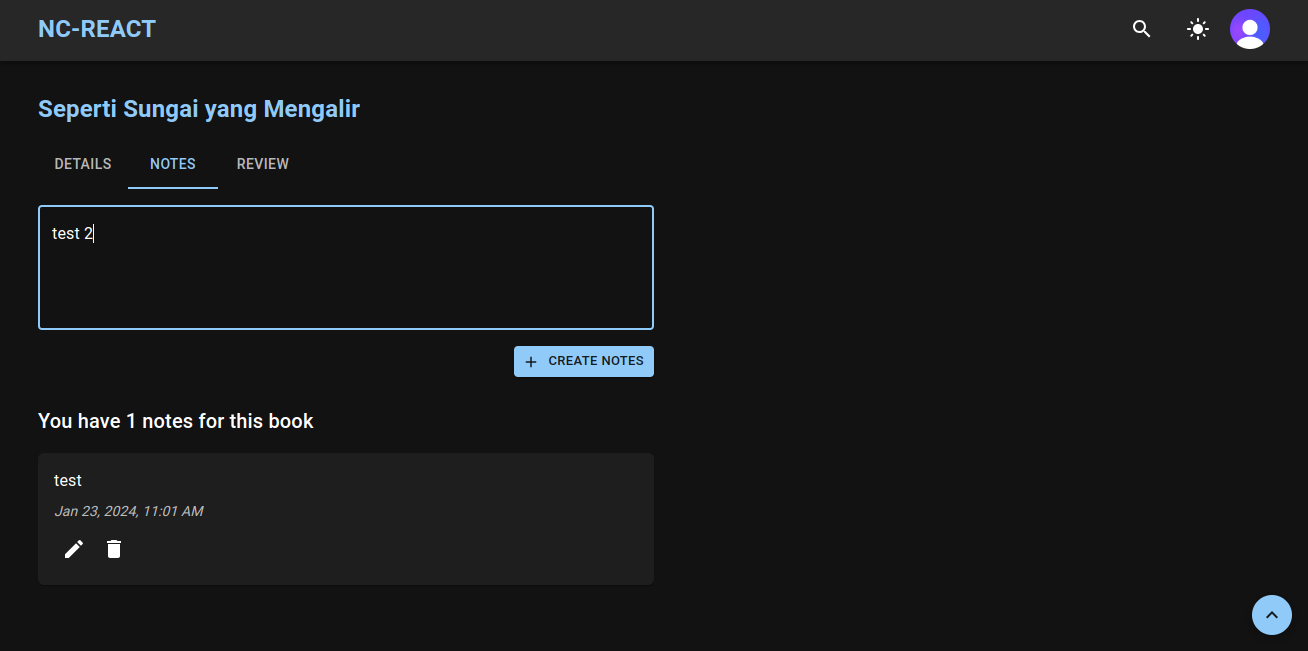 NC-REACT
Seperti Sungai yang Mengalir
DETAILS NOTES REVIEW
test 2
CREATE NOTES
You have 1 notes for this book
test
Jan 23, 2024, 11:01 AM